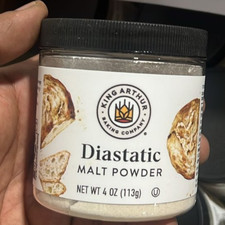 KING ARTHUR
BAKING COMPANY
Diastatic
MALT POWDER
NET WT 4 OZ (113g)
U